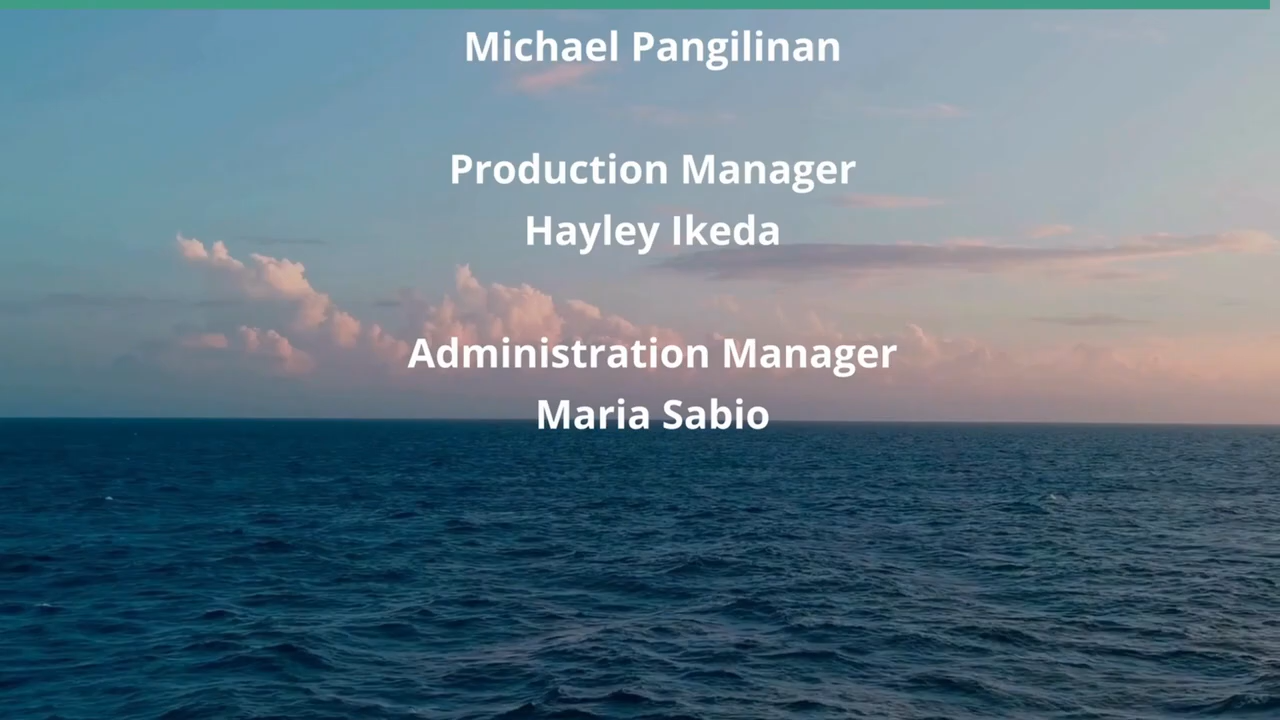 Michael Pangilinan
Production Manager
Hayley Ikeda
Administration Manager
Maria Sabio